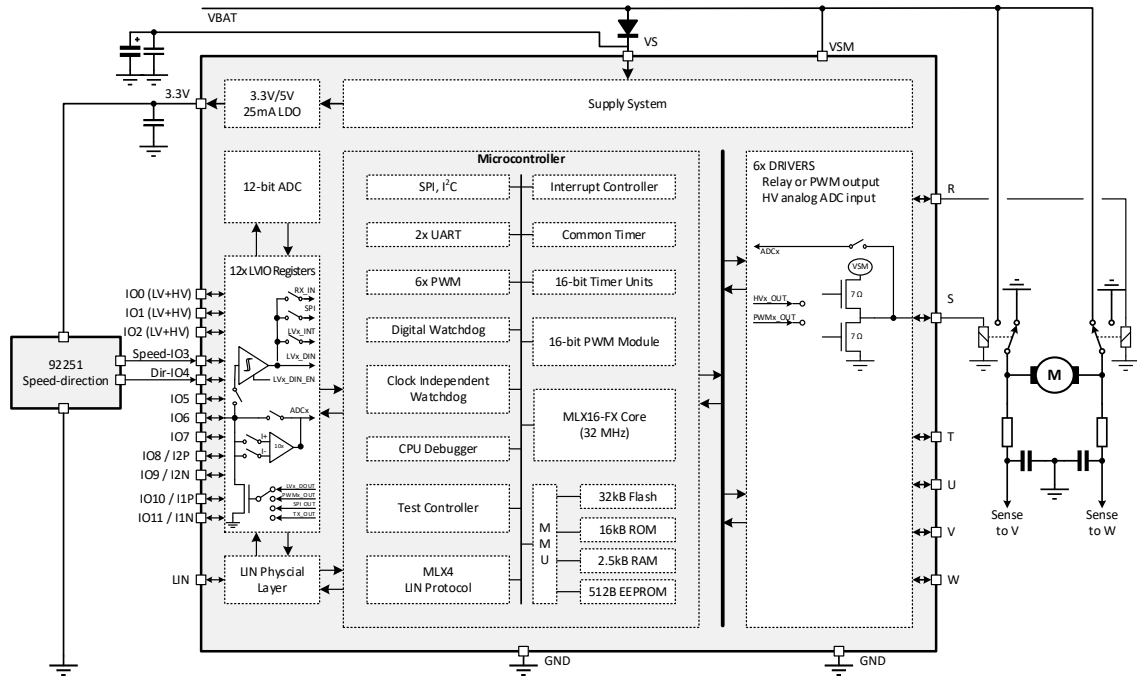 VBAT
VS
VSM
3.3V
3.3V/5V
25mA LDO
Supply System
12-bit ADC
Microcontroller
SPI, I²C
Interrupt Controller
2x UART
Common Timer
6x PWM
16-bit Timer Units
Digital Watchdog
16-bit PWM Module
Clock Independent
Watchdog
MLX16-FX Core
(32 MHz)
CPU Debugger
Test Controller
MLX4
LIN Protocol
M
M
U
32kB Flash
16kB ROM
2.5kB RAM
512B EEPROM
6x DRIVERS
Relay or PWM output
HV analog ADC input
ADCx
VSM
HVx_OUT
7 Ω
PWMx_OUT
7 Ω
12x LVIO Registers
RX_IN
SPI
LVx_INT
LVx_DIN
LVx_DIN_EN
ADCx
I+
I-
10x
LVx_DOUT
PWMx_OUT
SPI_OUT
TX_OUT
LIN Physcial
Layer
IO0 (LV+HV)
IO1 (LV+HV)
IO2 (LV+HV)
Speed-IO3
Dir-IO4
IO5
IO6
IO7
IO8 / I2P
IO9 / I2N
IO10 / I1P
IO11 / I1N
LIN
92251
Speed-direction
R
S
T
U
V
W
M
Sense
to V
Sense
to W
GND
GND